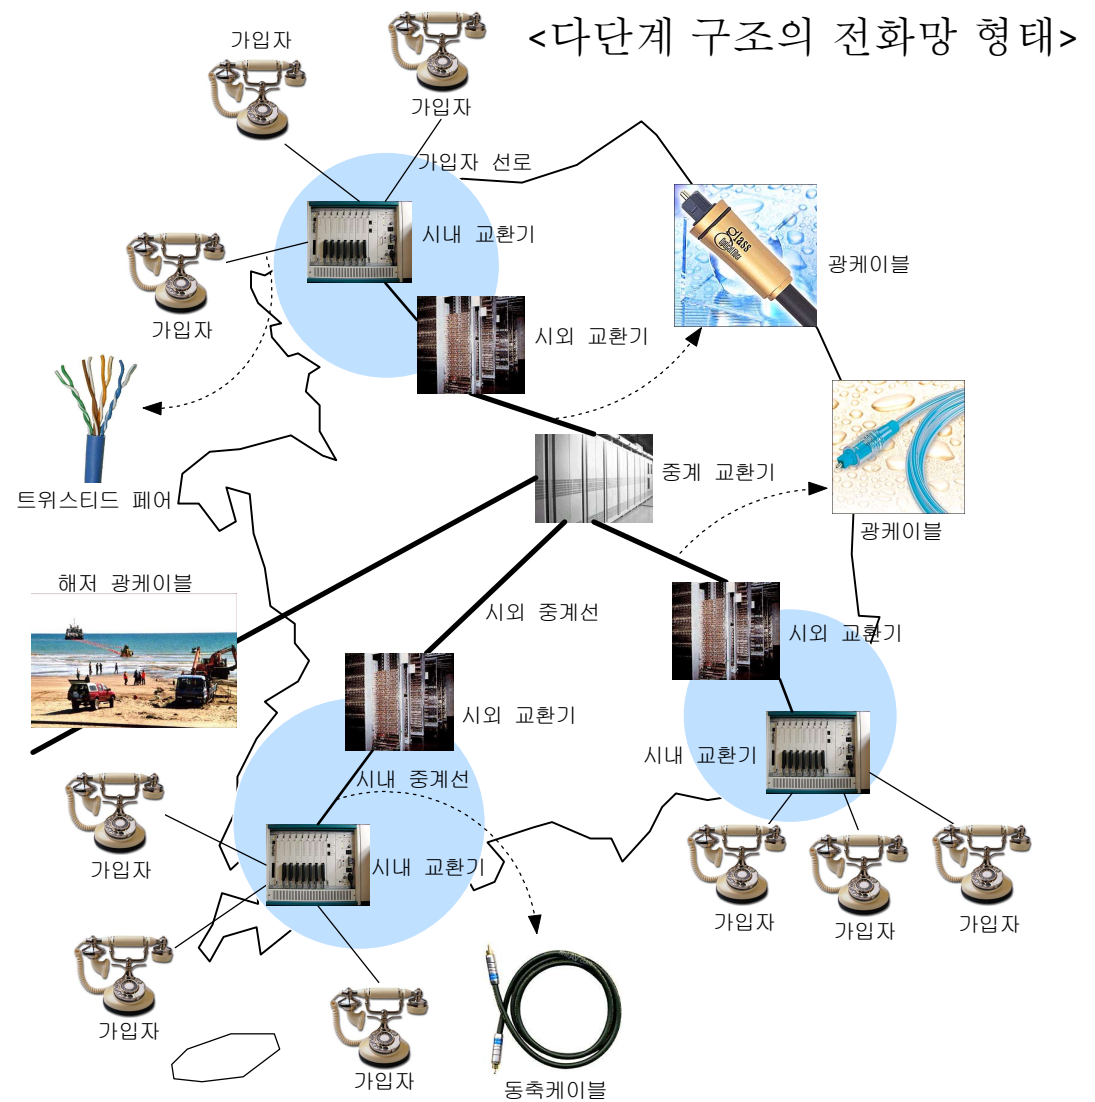 <다단계 구조의 전화망 형태>
가입자
가입자
가입자 선로
시내 교환기
glass
광케이블
가입자
시외 교환기
중계 교환기
트위스티드 페어
광케이블
해저 광케이블
시외 중계선
시외 교환기
시외 교환기
시내 교환기
시내 중계선
가입자
시내 교환기
가입자
가입자
가입자
가입자
가입자
동축케이블